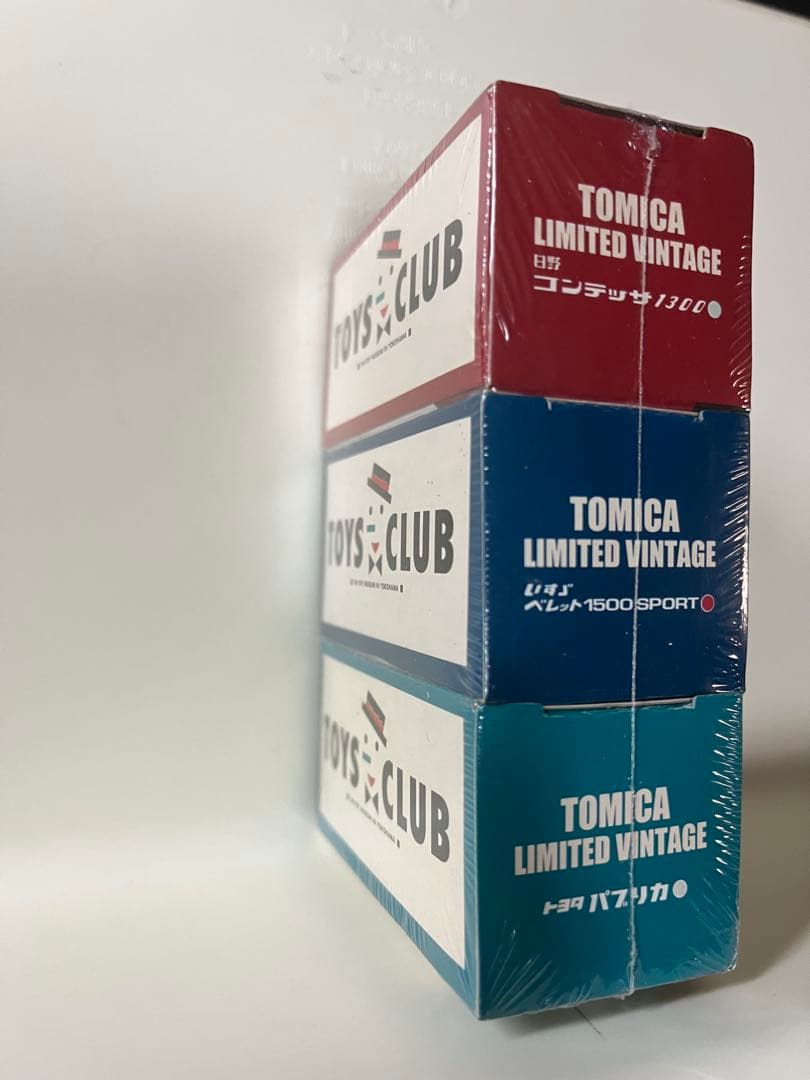 TOYS CLUB
TOMICA
LIMITED VINTAGE
日野
コンテッサ1300
TOYS CLUB
TOMICA
LIMITED VINTAGE
いすゞ
ベレット1500 SPORT
TOYS CLUB
TOMICA
LIMITED VINTAGE
トヨタ パブリカ